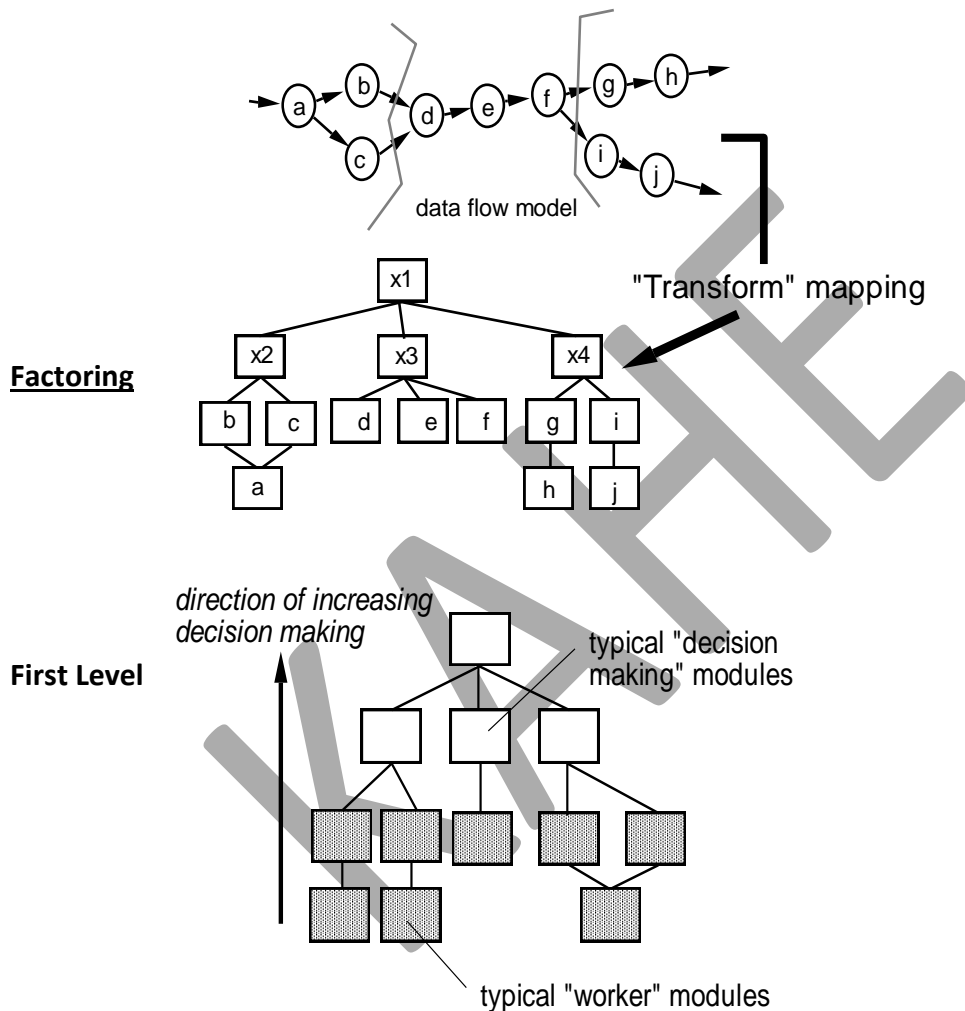 b
g
h
a
d
e
f
c
i
j
data flow model
x1
"Transform" mapping
x2
x3
x4
Factoring
b
c
d
e
f
g
i
a
h
j
direction of increasing
decision making
typical "decision
making" modules
First Level
typical "worker" modules
KAHE